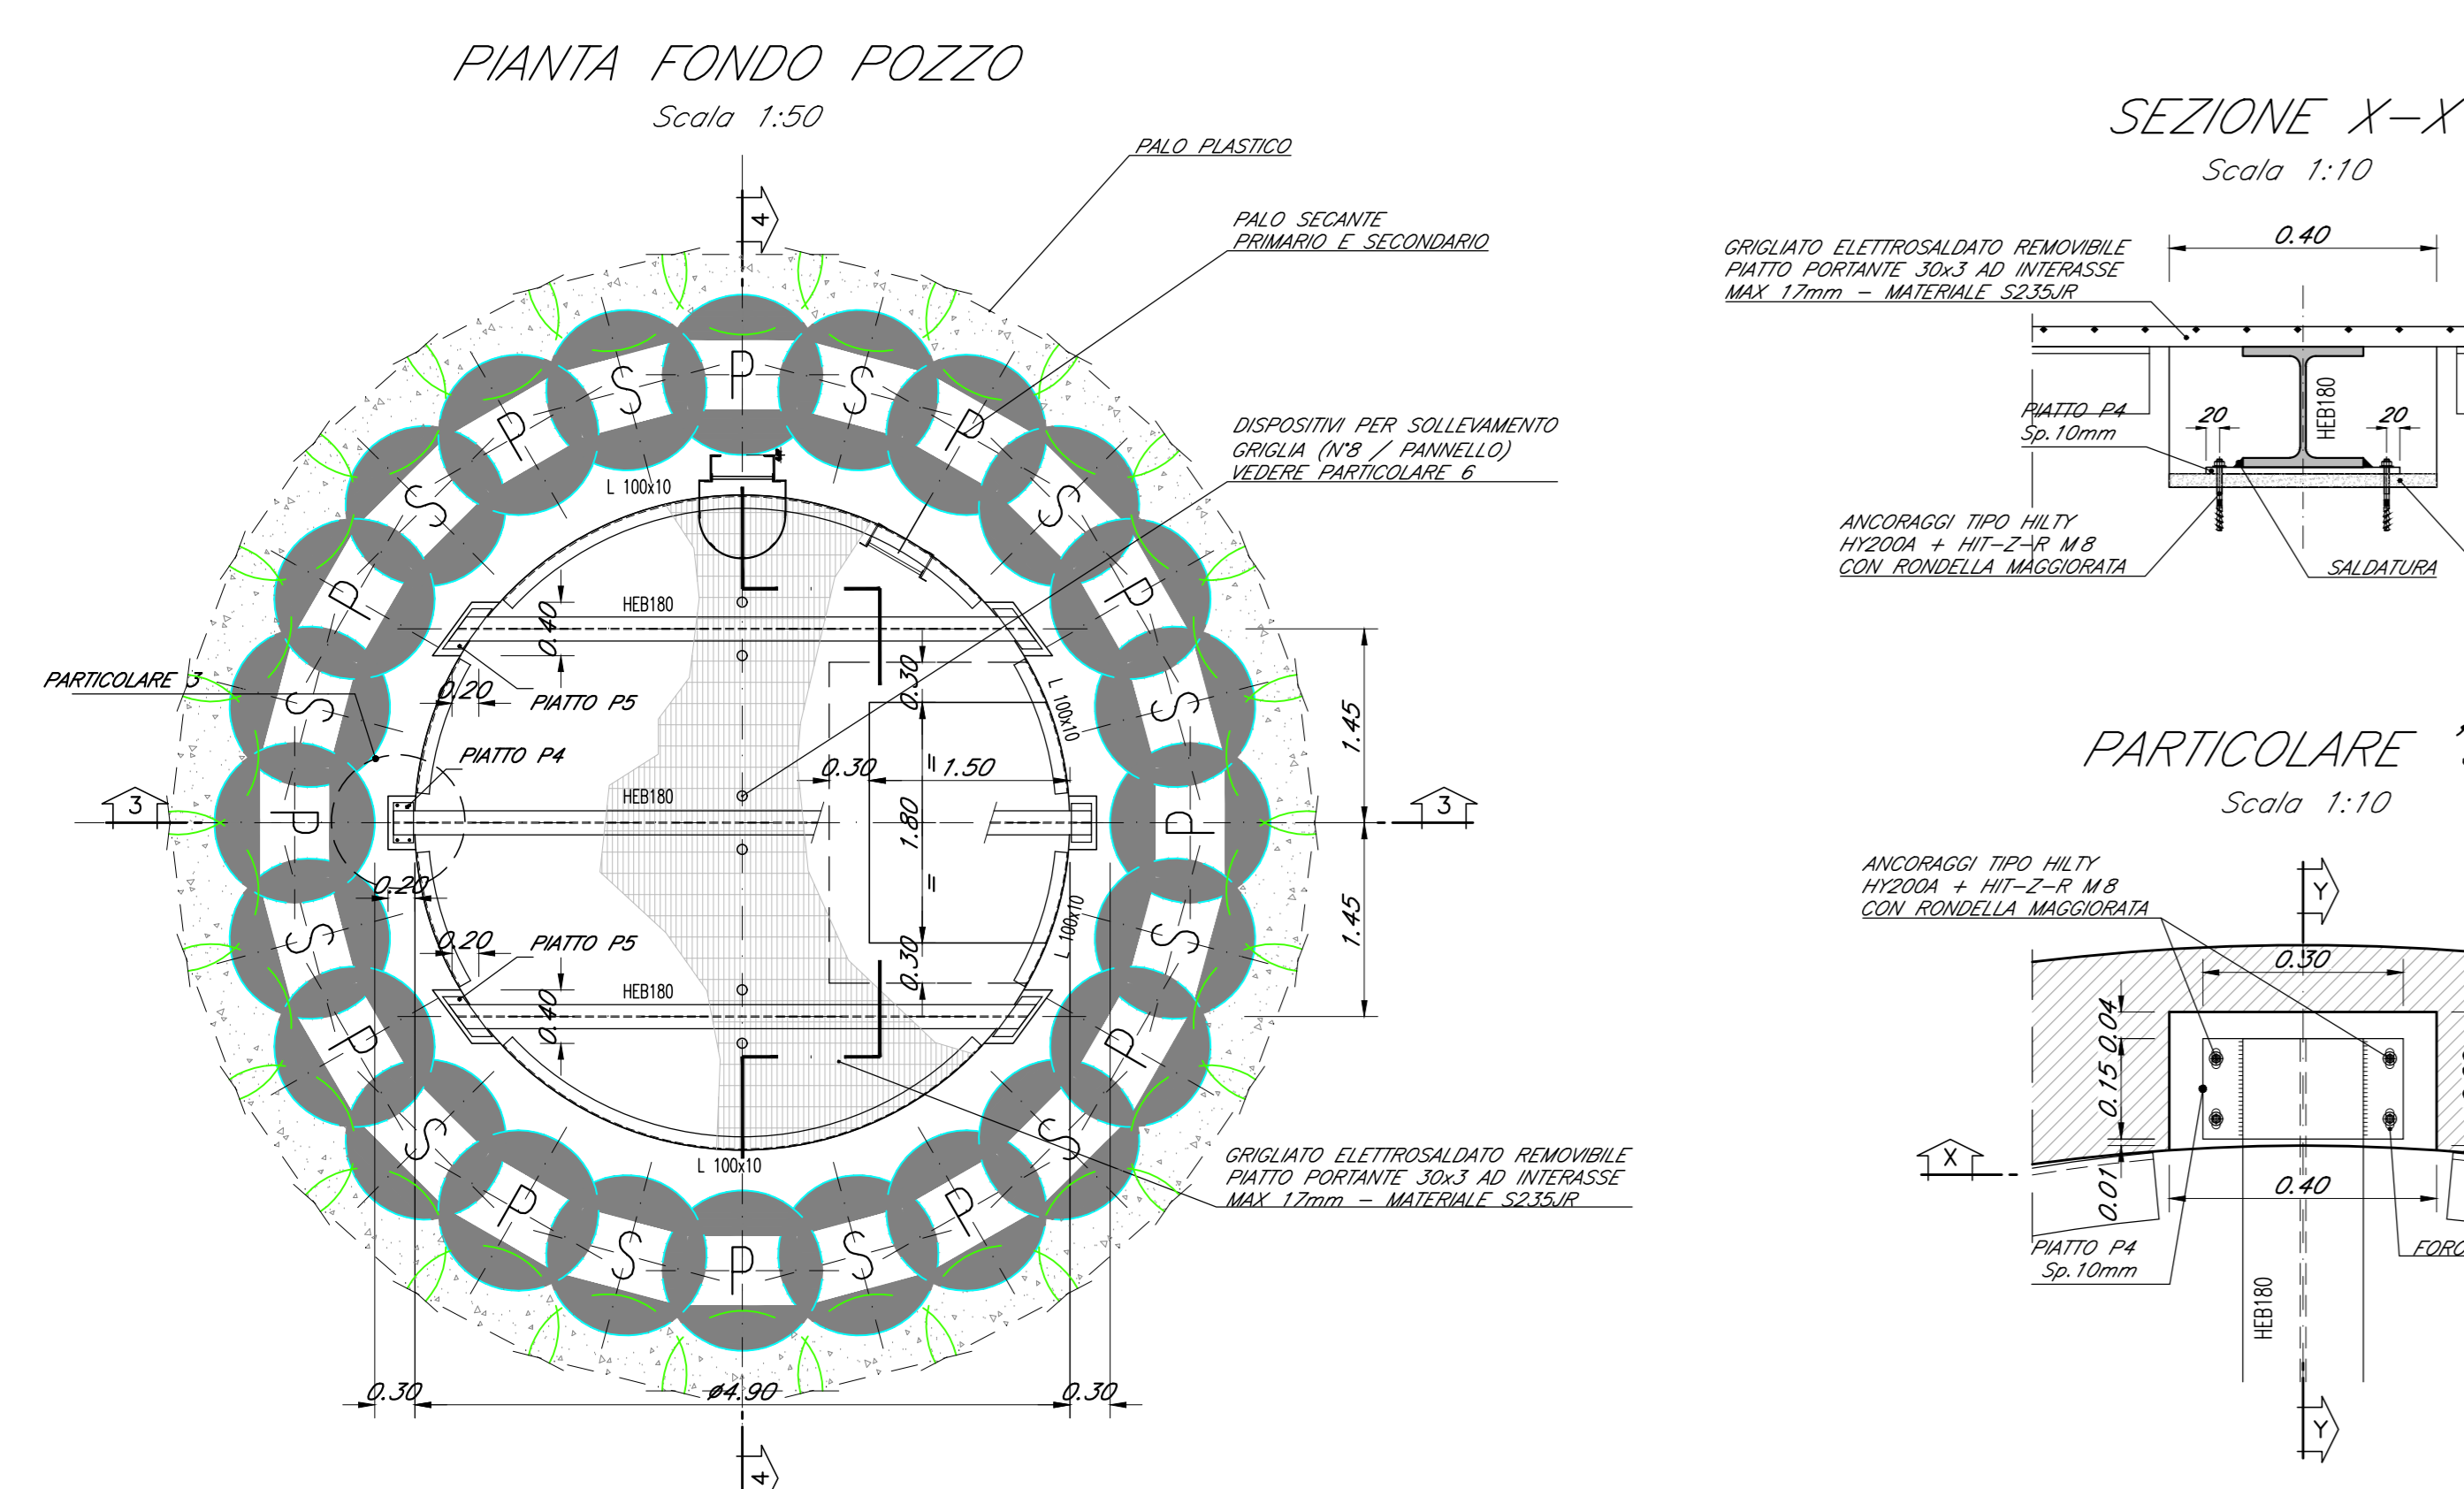 PIANTA FONDO POZZO
Scala 1:50
PALO PLASTICO
PALO SECANTE
PRIMARIO E SECONDARIO
DISPOSITIVI PER SOLLEVAMENTO
GRIGLIA (N°8 / PANNELLO)
VEDERE PARTICOLARE 6
4
P
S
P
S
P
S
P
S
P
S
P
S
P
S
P
S
P
S
P
S
P
S
P
S
L 100x10
HEB180
0.40
PARTICOLARE 3
0.20
PIATTO P5
PIATTO P4
0.30
L 100x10
1.45
3
HEB180
0.30
=
1.50
1.80
=
3
0.20
0.20
PIATTO P5
L 100x10
1.45
0.30
HEB180
0.40
L 100x10
GRIGLIATO ELETTROSALDATO REMOVIBILE
PIATTO PORTANTE 30x3 AD INTERASSE
MAX 17mm - MATERIALE S235JR
0.30
ø4.90
0.30
4
SEZIONE X-X
Scala 1:10
GRIGLIATO ELETTROSALDATO REMOVIBILE
PIATTO PORTANTE 30x3 AD INTERASSE
MAX 17mm - MATERIALE S235JR
0.40
PIATTO P4
Sp.10mm
20
HEB180
20
ANCORAGGI TIPO HILTY
HY200A + HIT-Z-R M8
CON RONDELLA MAGGIORATA
SALDATURA
PARTICOLARE "
Scala 1:10
ANCORAGGI TIPO HILTY
HY200A + HIT-Z-R M8
CON RONDELLA MAGGIORATA
Y
0.30
0.04
0.15
0.01
X
0.40
PIATTO P4
Sp.10mm
HEB180
Y